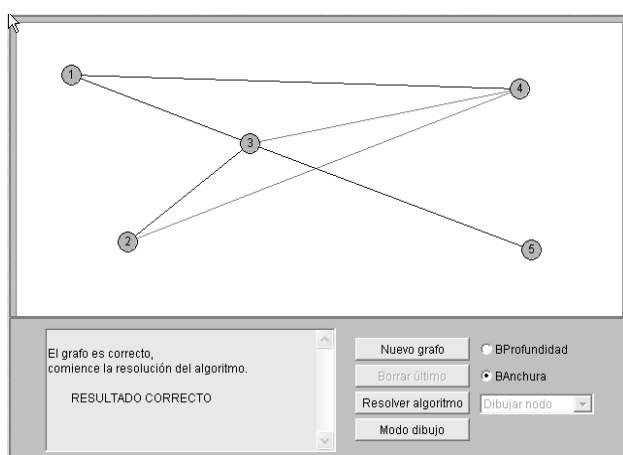 1
4
3
2
5
El grafo es correcto,
comience la resolución del algoritmo.
RESULTADO CORRECTO
Nuevo grafo
BProfundidad
Borrar último
BAnchura
Resolver algoritmo
Dibujar nodo
Modo dibujo